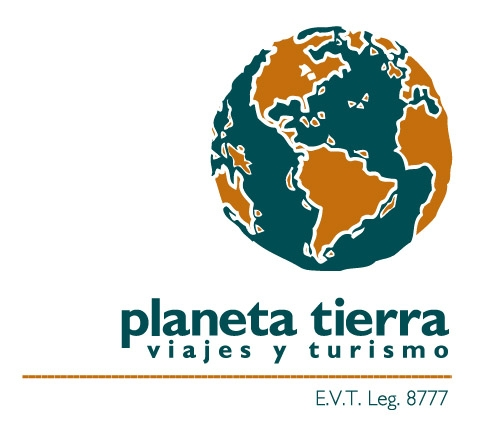 planeta tierra
viajes y turismo
E.V.T. Leg. 8777